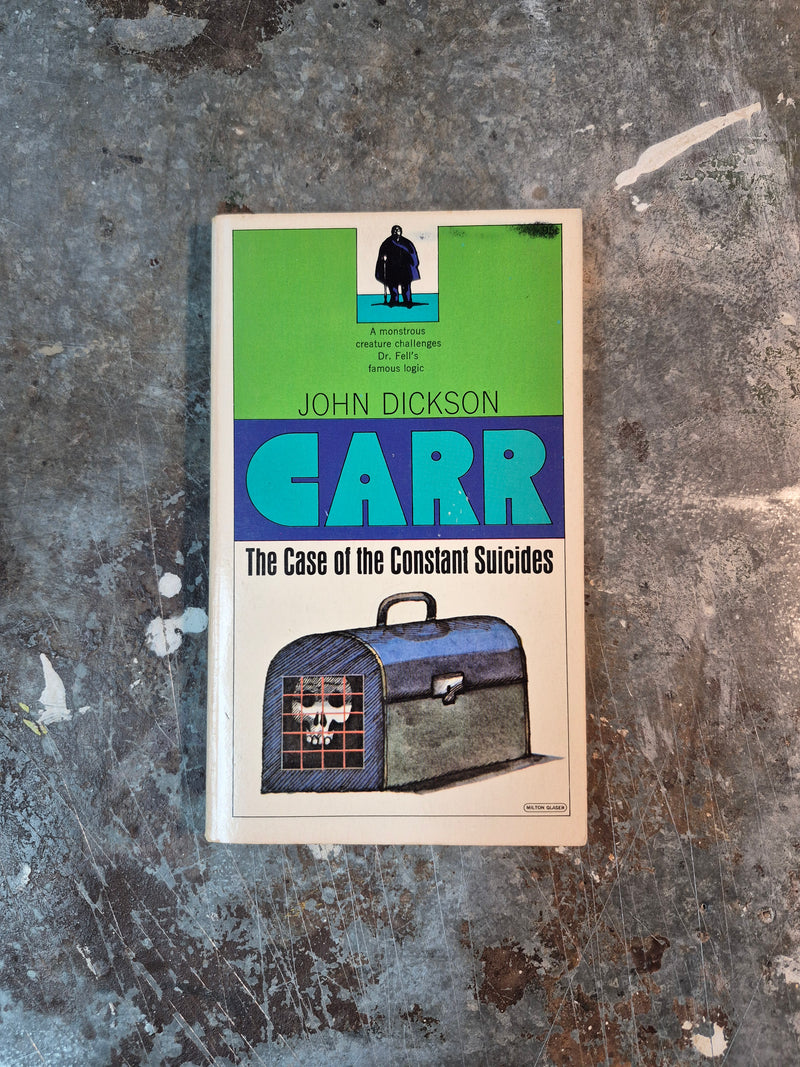 A monstrous
creature challenges
Dr. Fell's
famous logic
JOHN DICKSON
CARR
The Case of the Constant Suicides
MILTON GLASER